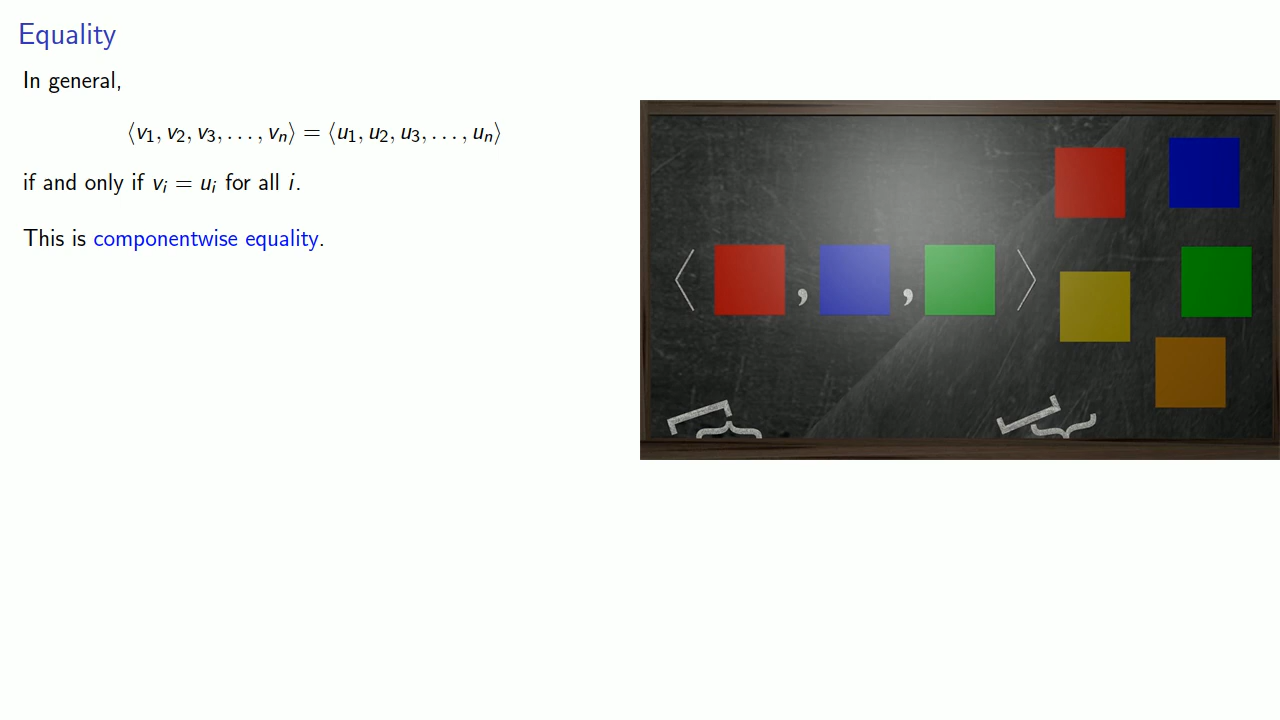 Equality
In general,
⟨v₁, v₂, v₃, . . . , vₙ⟩ = ⟨u₁, u₂, u₃, . . . , uₙ⟩
if and only if vᵢ = uᵢ for all i.
This is componentwise equality.
⟨ , , ⟩
[ { ] }